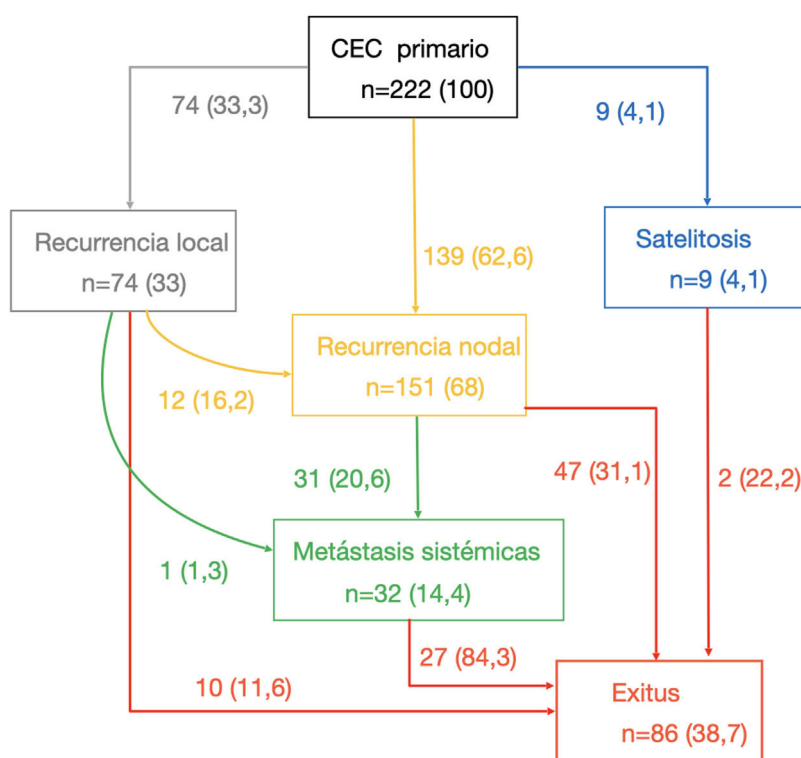 CEC primario
n=222 (100)
74 (33,3)
9 (4,1)
Recurrencia local
n=74 (33)
139 (62,6)
Satelitosis
n=9 (4,1)
Recurrencia nodal
n=151 (68)
12 (16,2)
31 (20,6)
47 (31,1)
2 (22,2)
Metástasis sistémicas
n=32 (14,4)
1 (1,3)
27 (84,3)
10 (11,6)
Exitus
n=86 (38,7)